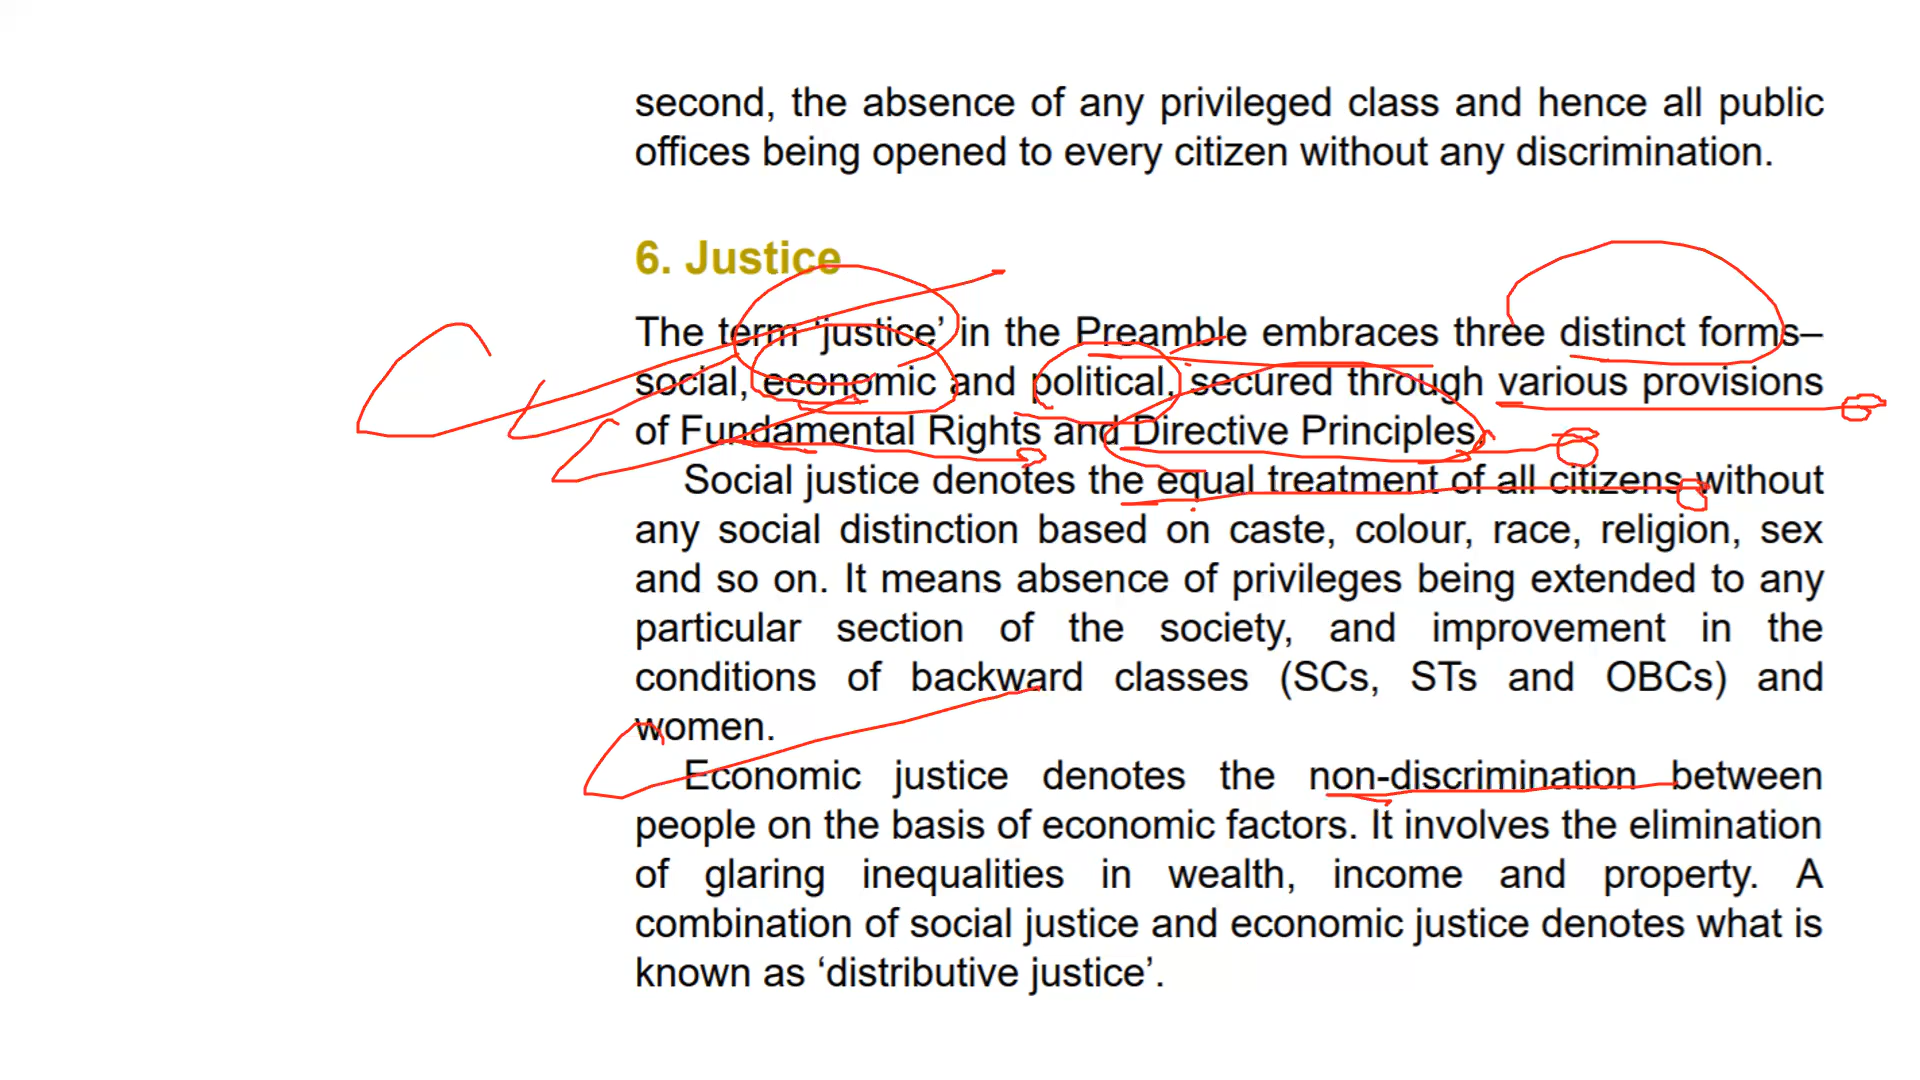 second, the absence of any privileged class and hence all public
offices being opened to every citizen without any discrimination.
6. Justice
The term ‘justice’ in the Preamble embraces three distinct forms–
social, economic and political, secured through various provisions
of Fundamental Rights and Directive Principles.
Social justice denotes the equal treatment of all citizens without
any social distinction based on caste, colour, race, religion, sex
and so on. It means absence of privileges being extended to any
particular section of the society, and improvement in the
conditions of backward classes (SCs, STs and OBCs) and
women.
Economic justice denotes the non-discrimination between
people on the basis of economic factors. It involves the elimination
of glaring inequalities in wealth, income and property. A
combination of social justice and economic justice denotes what is
known as ‘distributive justice’.